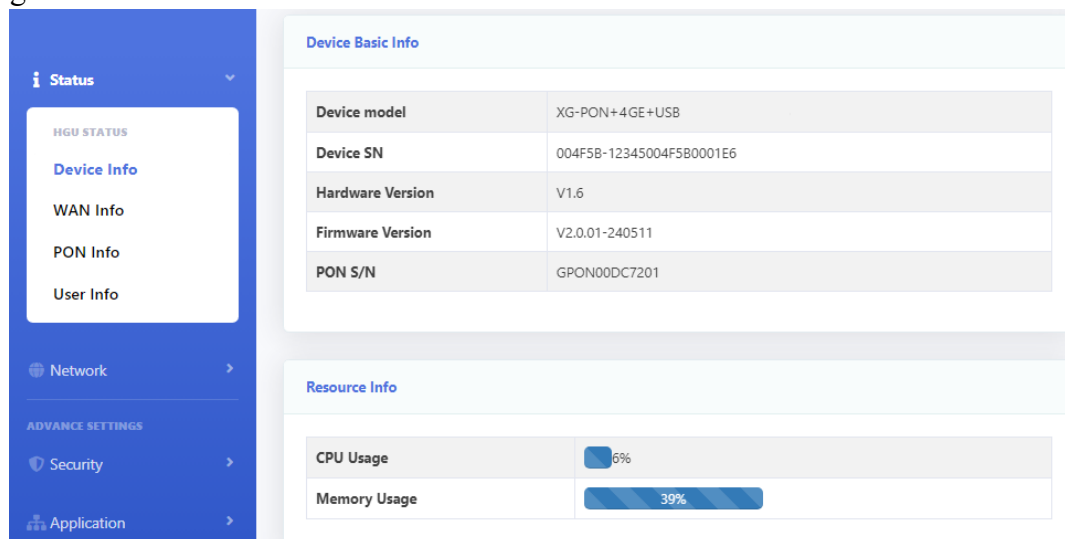 Status
HGU STATUS
Device Info
WAN Info
PON Info
User Info
Network
ADVANCE SETTINGS
Security
Application
Device Basic Info
Device model XG-PON+4GE+USB
Device SN 004F5B-12345004F5B0001E6
Hardware Version V1.6
Firmware Version V2.0.01-240511
PON S/N GPON00DC7201
Resource Info
CPU Usage 6%
Memory Usage 39%